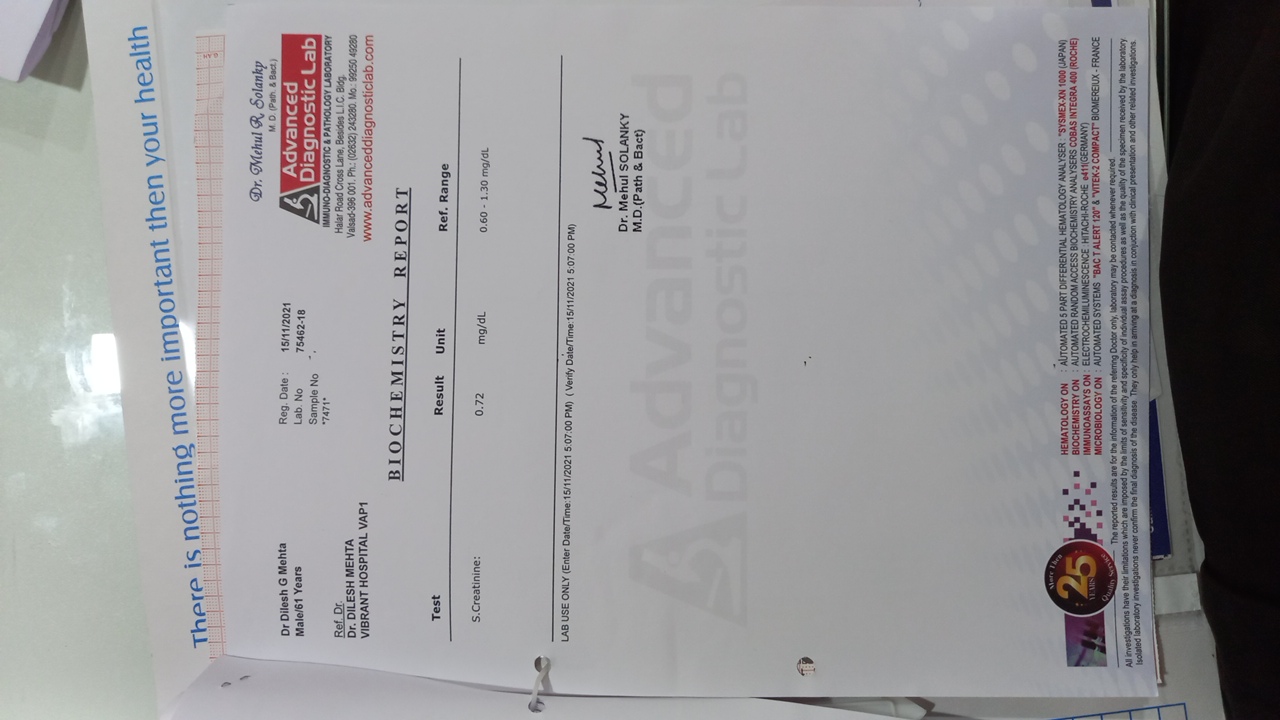 There is nothing more important then your health
Dr. Mehul R. Solanky
M. D. (Path. & Bact.)
Advanced
Diagnostic Lab
IMMUNO-DIAGNOSTIC & PATHOLOGY LABORATORY
Halar Road Cross Lane, Besides L.I.C. Bldg.
Valsad-396 001. Ph.: (02632) 243280. Mo.: 99250 49280
www.advanceddiagnosticlab.com
Dr Dilesh G Mehta
Male/61 Years
Reg. Date : 15/11/2021
Lab. No 75462-18
Sample No
*7471*
Ref. Dr.
Dr. DILESH MEHTA
VIBRANT HOSPITAL VAP1
BIOCHEMISTRY REPORT
Test Result Unit Ref. Range
S.Creatinine: 0.72 mg/dL 0.60 - 1.30 mg/dL
LAB USE ONLY (Enter Date/Time:15/11/2021 5:07:00 PM) ( Verify Date/Time:15/11/2021 5:07:00 PM)
Mehul
Dr. Mehul SOLANKY
M.D.(Path & Bact)
Advanced
Diagnostic Lab
More Then
25
YEARS
Quality Service
HEMATOLOGY ON : AUTOMATED 5 PART DIFFERENTIAL HEMATOLOGY ANALYSER : "SYSMEX-XN 1000 (JAPAN)
BIOCHEMISTRY ON : AUTOMATED RANDOM ACCESS BIOCHEMISTRY ANALYSERS COBAS INTEGRA 400 (ROCHE)
IMMUNOASSAYS ON : ELECTROCHEMILUMINESCENCE : HITACHI-ROCHE e411(GERMANY)
MICROBIOLOGY ON : AUTOMATED SYSTEMS "BAC T ALERT 120" & "VITEK-2 COMPACT" BIOMEREIUX - FRANCE
The reported results are for the information of the referring Doctor only, laboratory may be contacted whenever required.
All investigations have their limitations which are imposed by the limits of sensitivity and specificity of individual assay procedures as well as the quality of the specimen received by the laboratory.
Isolated laboratory investigations never confirm the final diagnosis of the disease. They only help in arriving at a diagnosis in conjuction with clinical presentation and other related investigations.